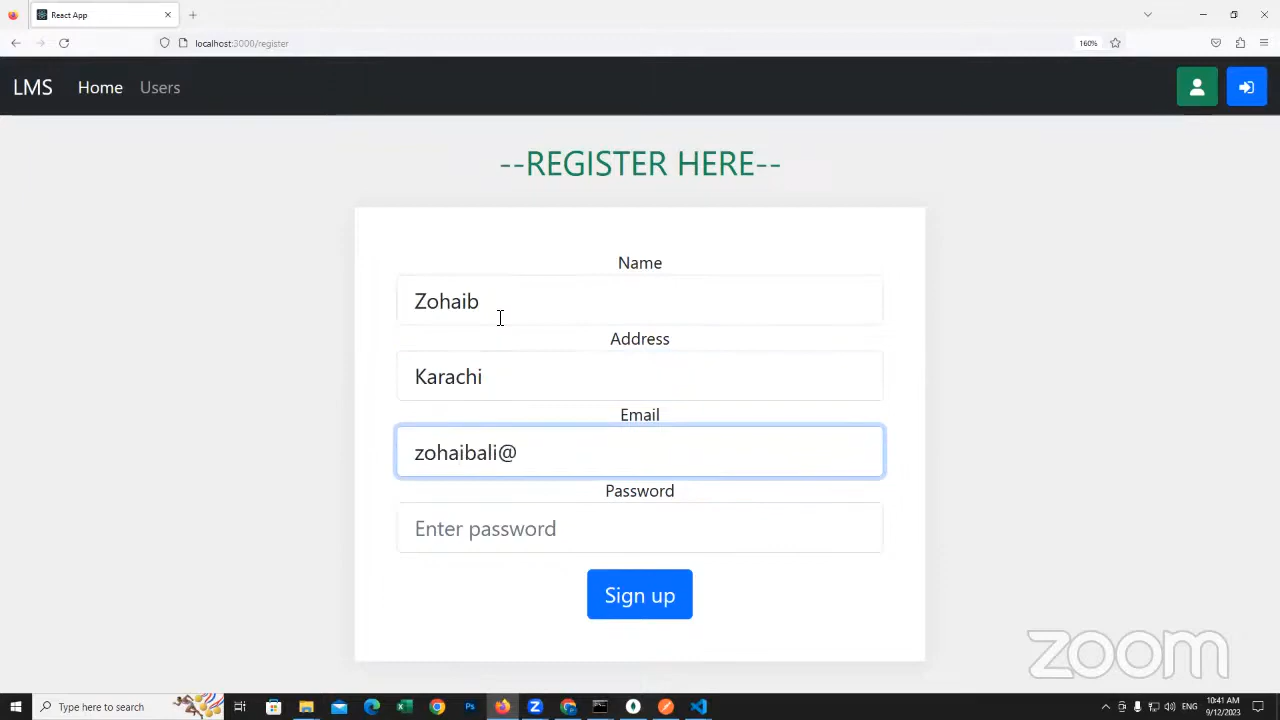 React App
localhost:3000/register
160%
LMS
Home
Users
--REGISTER HERE--
Name
Zohaib
Address
Karachi
Email
zohaibali@
Password
Enter password
Sign up
zoom
Type here to search
ENG
10:41 AM
9/12/2023